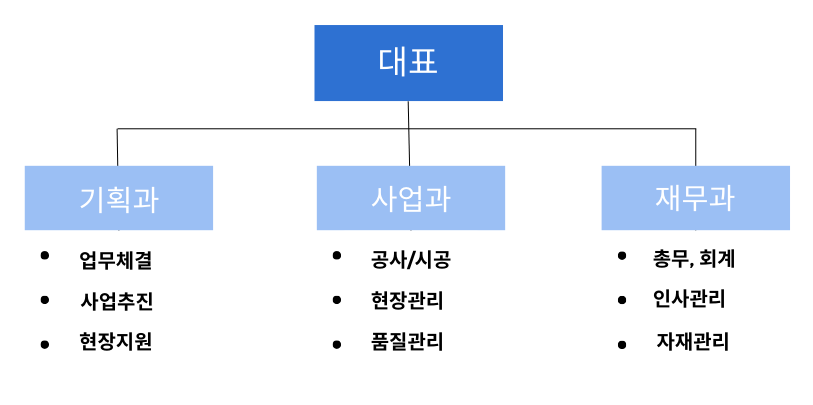 대표
기획과
업무체결
사업추진
현장지원
사업과
공사/시공
현장관리
품질관리
재무과
총무, 회계
인사관리
자재관리